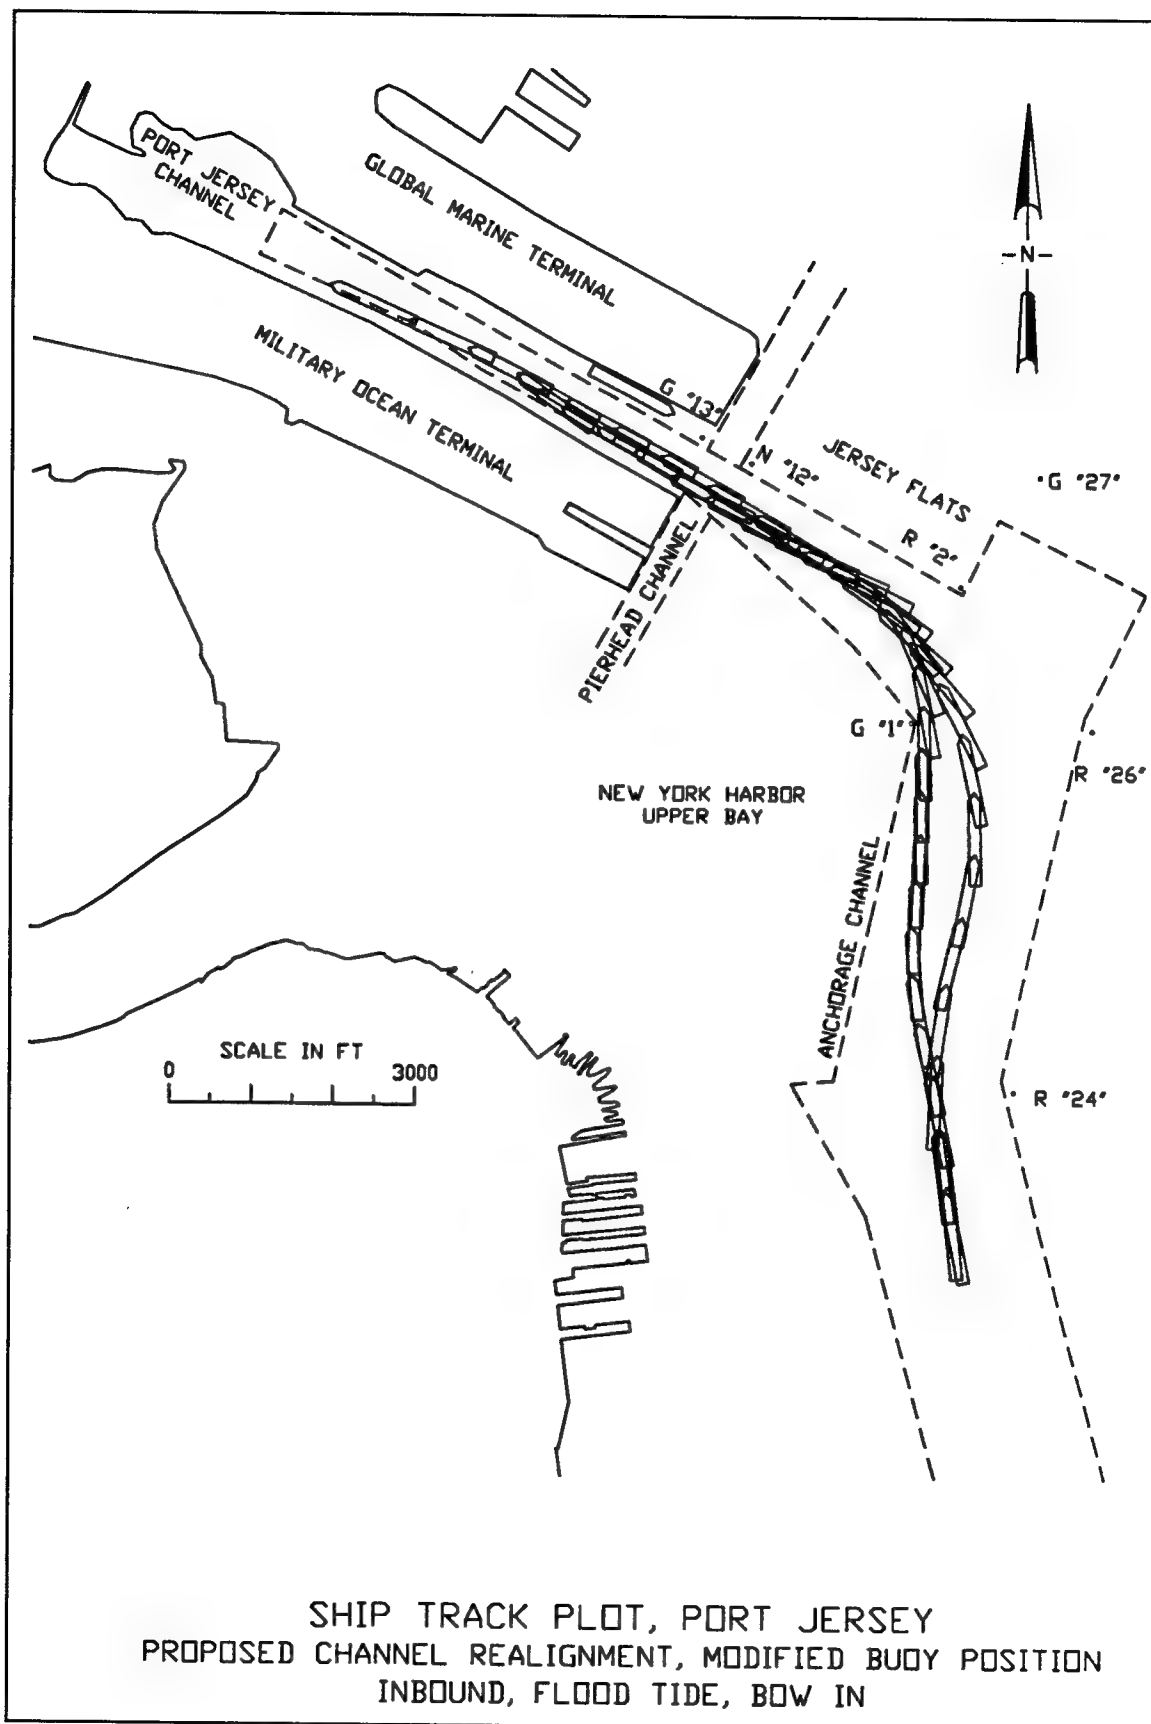 PORT JERSEY
CHANNEL
GLOBAL MARINE TERMINAL
-N-
MILITARY OCEAN TERMINAL
G "13"
N "12"
JERSEY FLATS
G "27"
R "2"
PIERHEAD CHANNEL
G "1"
R "26"
NEW YORK HARBOR
UPPER BAY
ANCHORAGE CHANNEL
SCALE IN FT
0 3000
R "24"
SHIP TRACK PLOT, PORT JERSEY
PROPOSED CHANNEL REALIGNMENT, MODIFIED BUOY POSITION
INBOUND, FLOOD TIDE, BOW IN